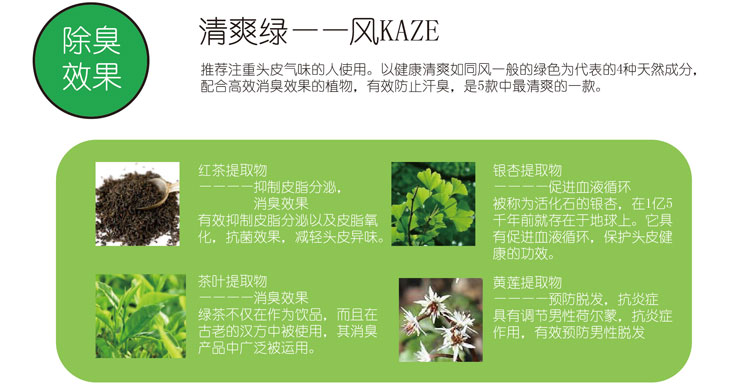 除臭
效果
清爽绿——风KAZE
推荐注重头皮气味的人使用。以健康清爽如同风一般的绿色为代表的4种天然成分，
配合高效消臭效果的植物，有效防止汗臭，是5款中最清爽的一款。
红茶提取物
————抑制皮脂分泌，
消臭效果
有效抑制皮脂分泌以及皮脂氧
化，抗菌效果，减轻头皮异味。
银杏提取物
————促进血液循环
被称为活化石的银杏，在1亿5
千年前就存在于地球上。它具
有促进血液循环，保护头皮健
康的功效。
茶叶提取物
————消臭效果
绿茶不仅在作为饮品，而且在
古老的汉方中被使用，其消臭
产品中广泛被运用。
黄莲提取物
————预防脱发，抗炎症
具有调节男性荷尔蒙，抗炎症
作用，有效预防男性脱发